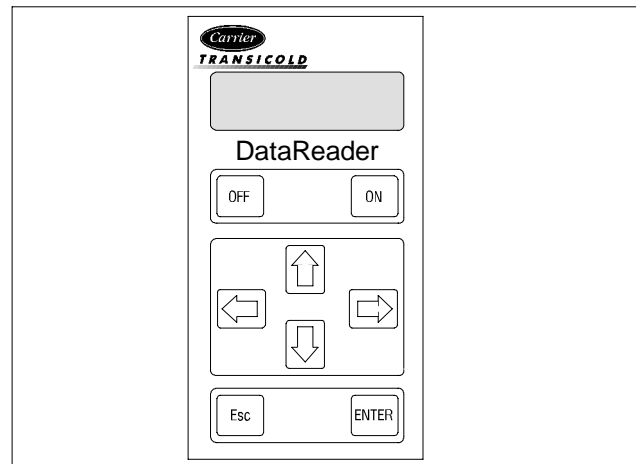 Carrier
TRANSICOLD
DataReader
OFF ON
Esc ENTER